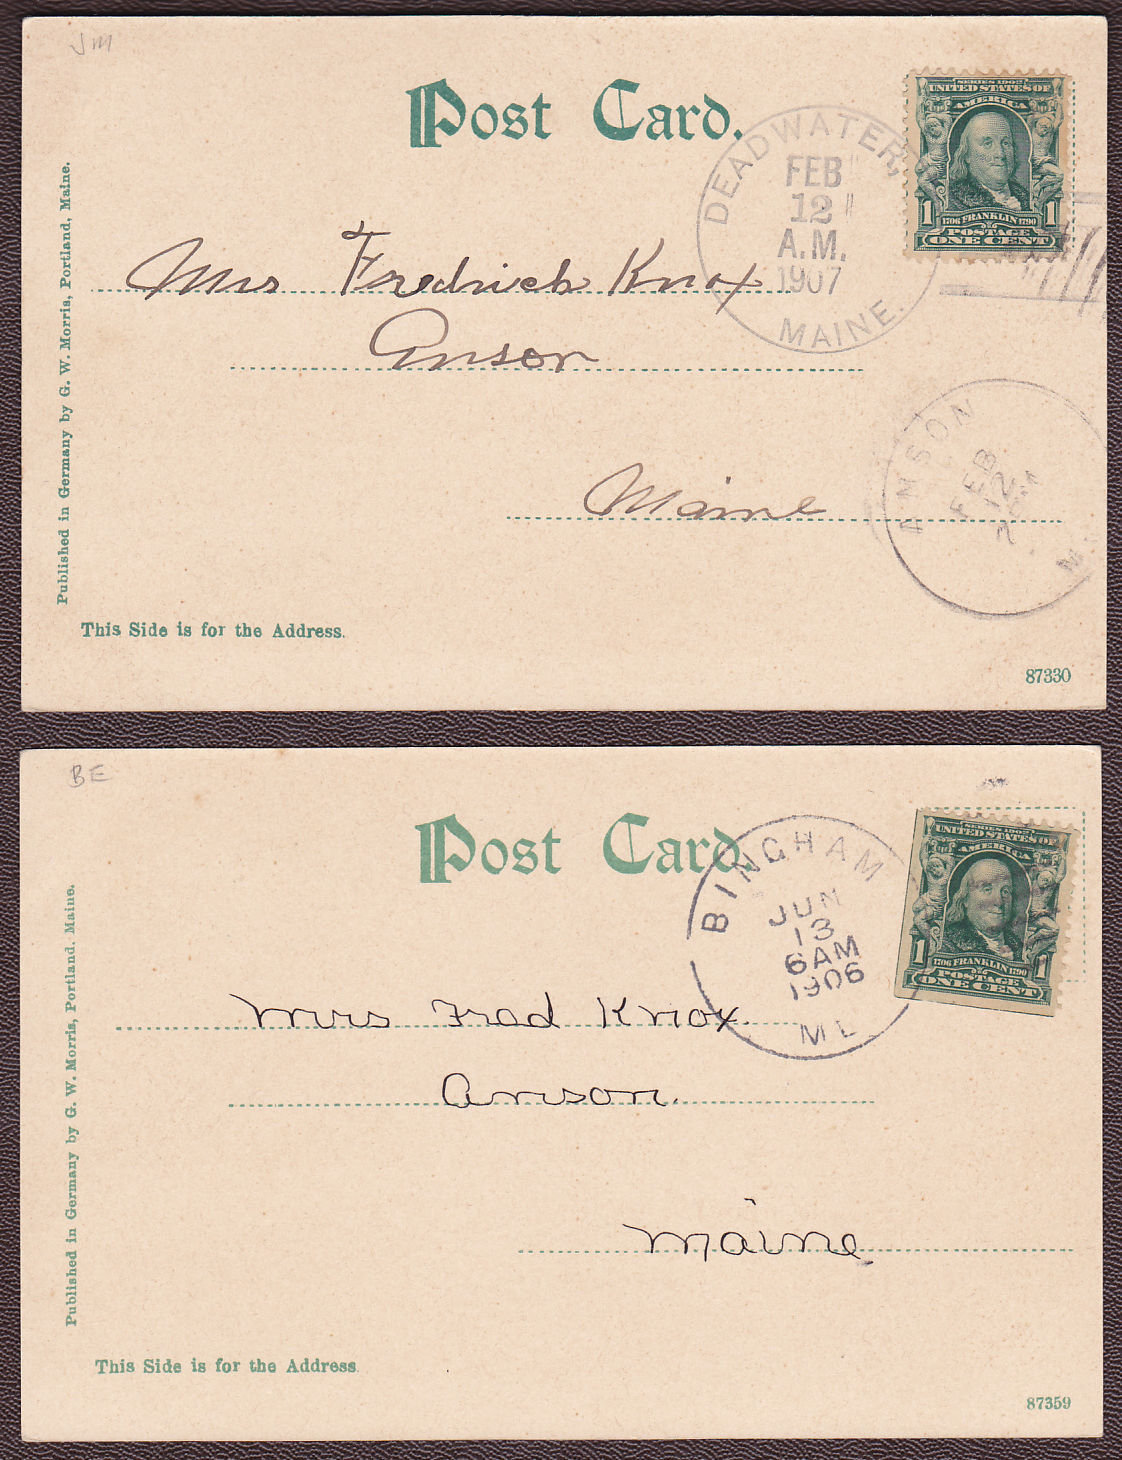 JM
Post Card.
DEADWATER,
FEB
12
A.M.
1907
MAINE.
SERIES 1902
UNITED STATES OF
AMERICA
1 1
1706 FRANKLIN 1790
POSTAGE
ONE CENT
Mrs Fredrick Knox
Anson
Maine
ANSON
FEB
12
M
Published in Germany by G. W. Morris, Portland, Maine.
This Side is for the Address.
87330
BE
Post Card.
BINGHAM
JUN
13
6AM
1906
ME
SERIES 1902
UNITED STATES OF
AMERICA
1 1
1706 FRANKLIN 1790
POSTAGE
ONE CENT
Mrs Fred Knox.
Anson.
Maine
Published in Germany by G. W. Morris, Portland. Maine.
This Side is for the Address
87359